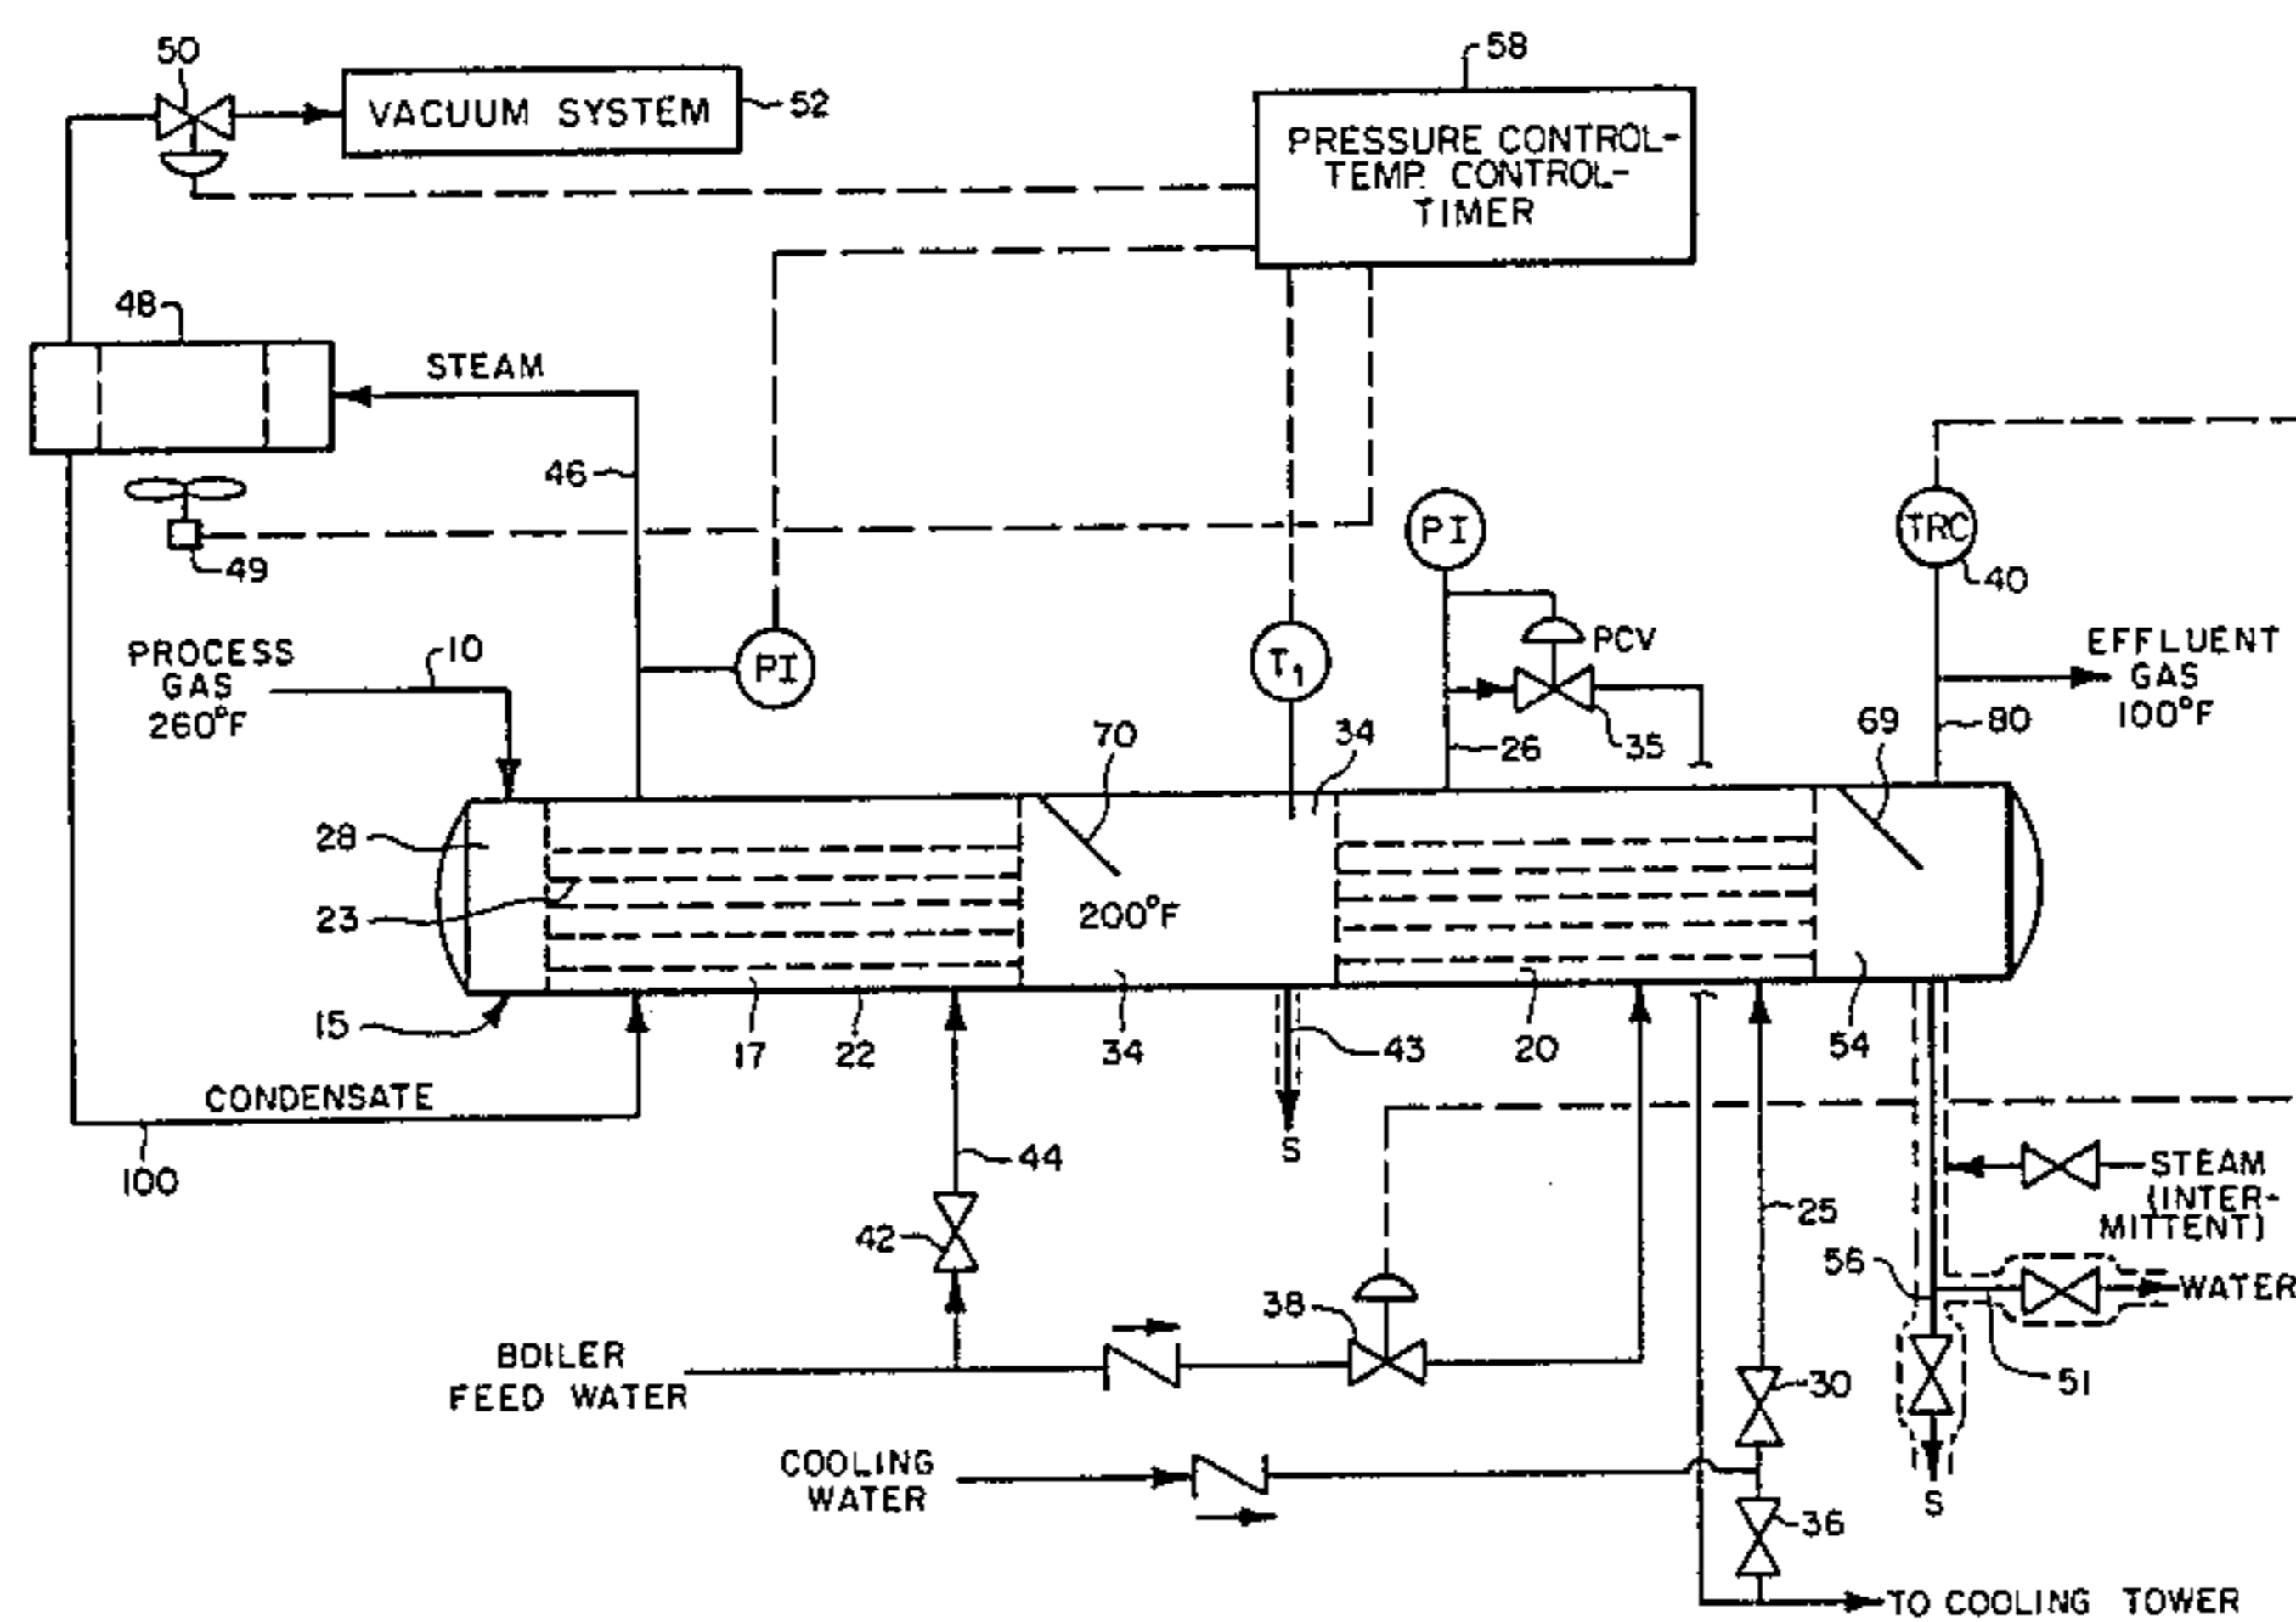 50
VACUUM SYSTEM
52
58
PRESSURE CONTROL-
TEMP. CONTROL-
TIMER
48
STEAM
46
49
PI
TRC
40
PROCESS
GAS
260°F
10
PI
T1
PCV
35
26
34
70
69
80
EFFLUENT
GAS
100°F
28
23
200°F
15
17
22
34
43
20
54
S
CONDENSATE
100
44
42
25
STEAM
(INTER-
MITTENT)
56
WATER
51
38
BOILER
FEED WATER
30
COOLING
WATER
36
S
TO COOLING TOWER